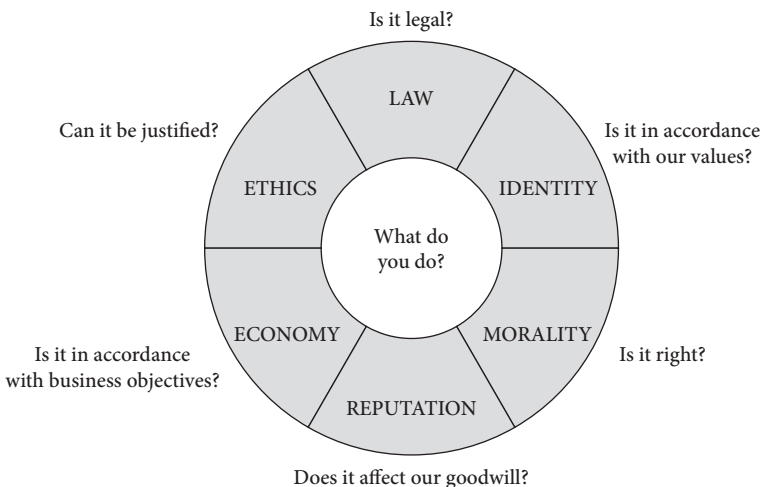 Is it legal?
LAW
Is it in accordance
with our values?
IDENTITY
MORALITY
Is it right?
REPUTATION
Does it affect our goodwill?
ECONOMY
Is it in accordance
with business objectives?
ETHICS
Can it be justified?
What do
you do?